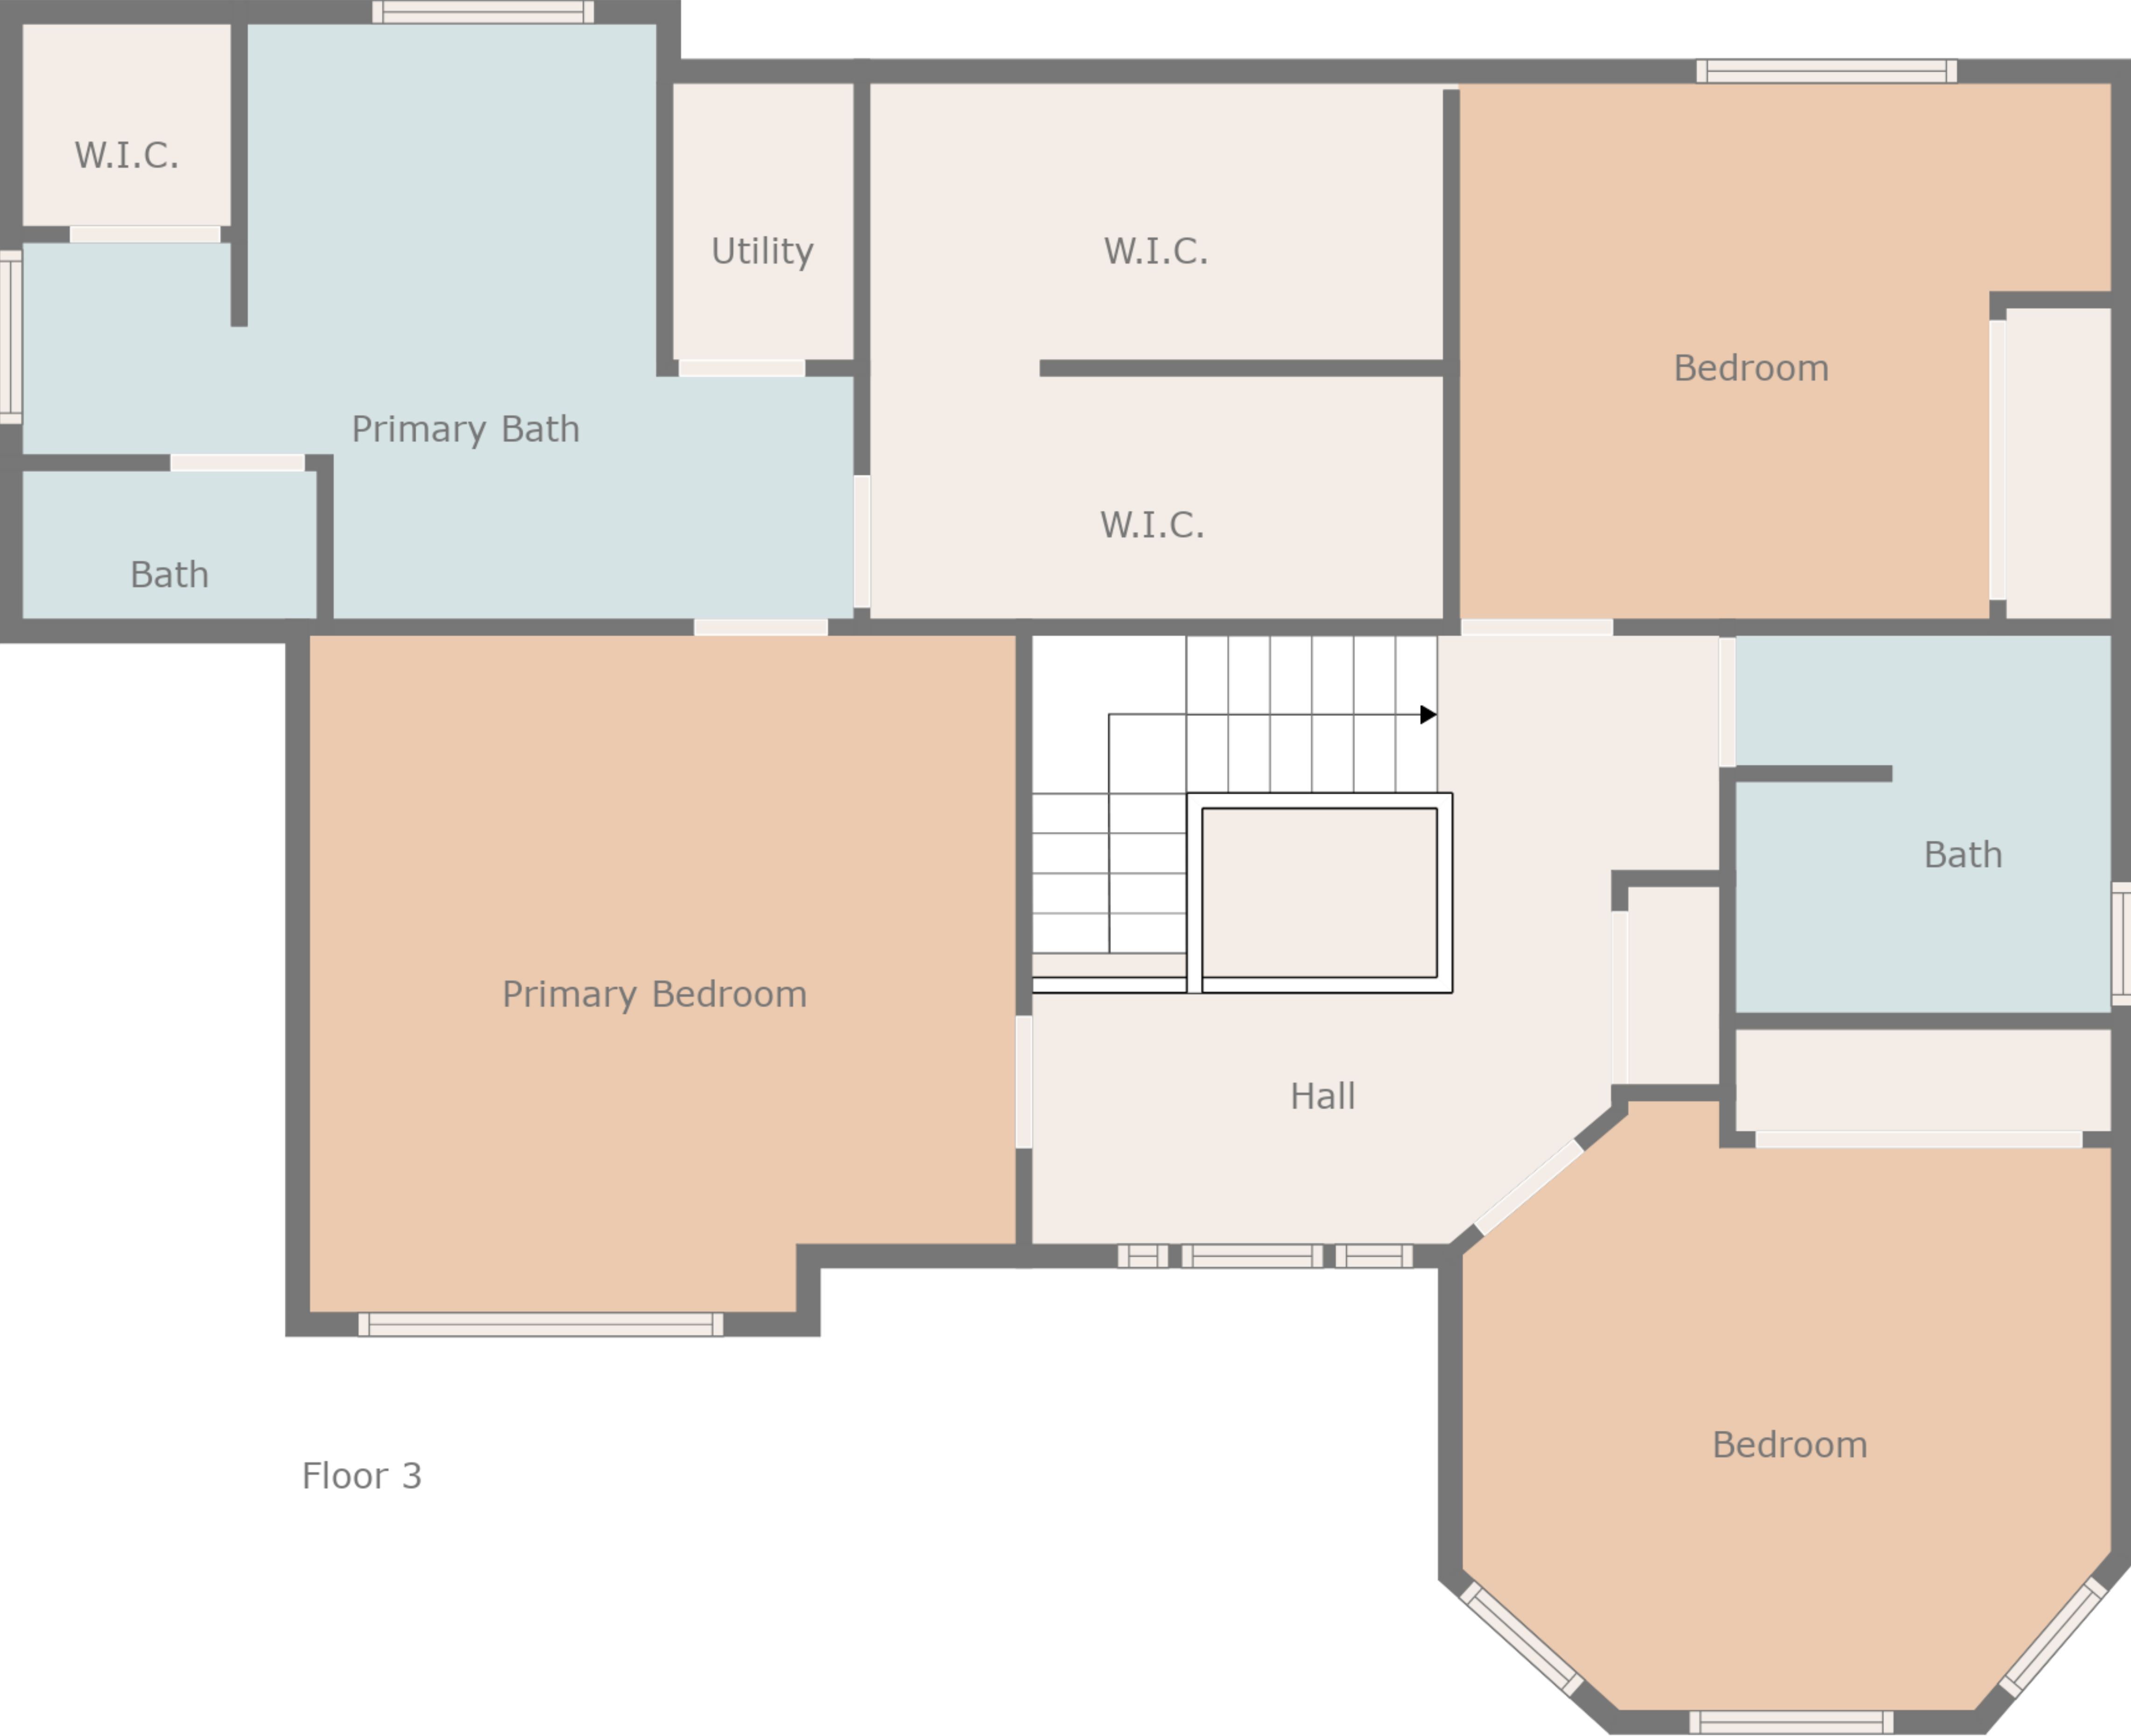 W.I.C.
Utility
W.I.C.
Bedroom
Primary Bath
W.I.C.
Bath
Bath
Primary Bedroom
Hall
Bedroom
Floor 3